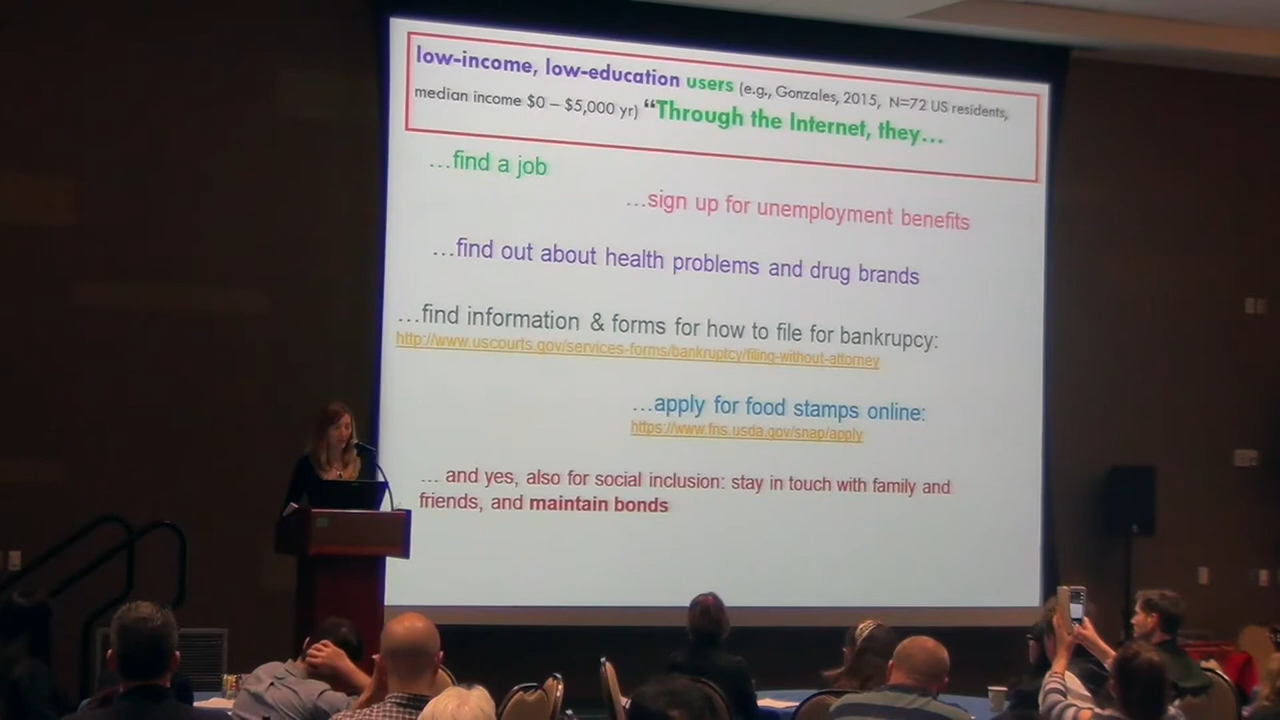 low-income, low-education users (e.g., Gonzales, 2015, N=72 US residents,
median income $0 – $5,000 yr) “Through the Internet, they…
…find a job
…sign up for unemployment benefits
…find out about health problems and drug brands
…find information & forms for how to file for bankrupcy:
http://www.uscourts.gov/services-forms/bankruptcy/filing-without-attorney
…apply for food stamps online:
https://www.fns.usda.gov/snap/apply
… and yes, also for social inclusion: stay in touch with family and
friends, and maintain bonds